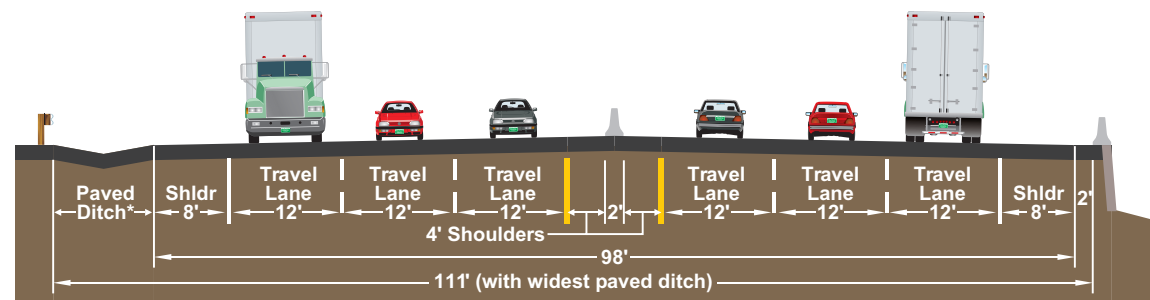 Paved
Ditch*
Shldr
8'
Travel
Lane
12'
Travel
Lane
12'
Travel
Lane
12'
2'
Travel
Lane
12'
Travel
Lane
12'
Travel
Lane
12'
Shldr
8'
2'
4' Shoulders
98'
111' (with widest paved ditch)